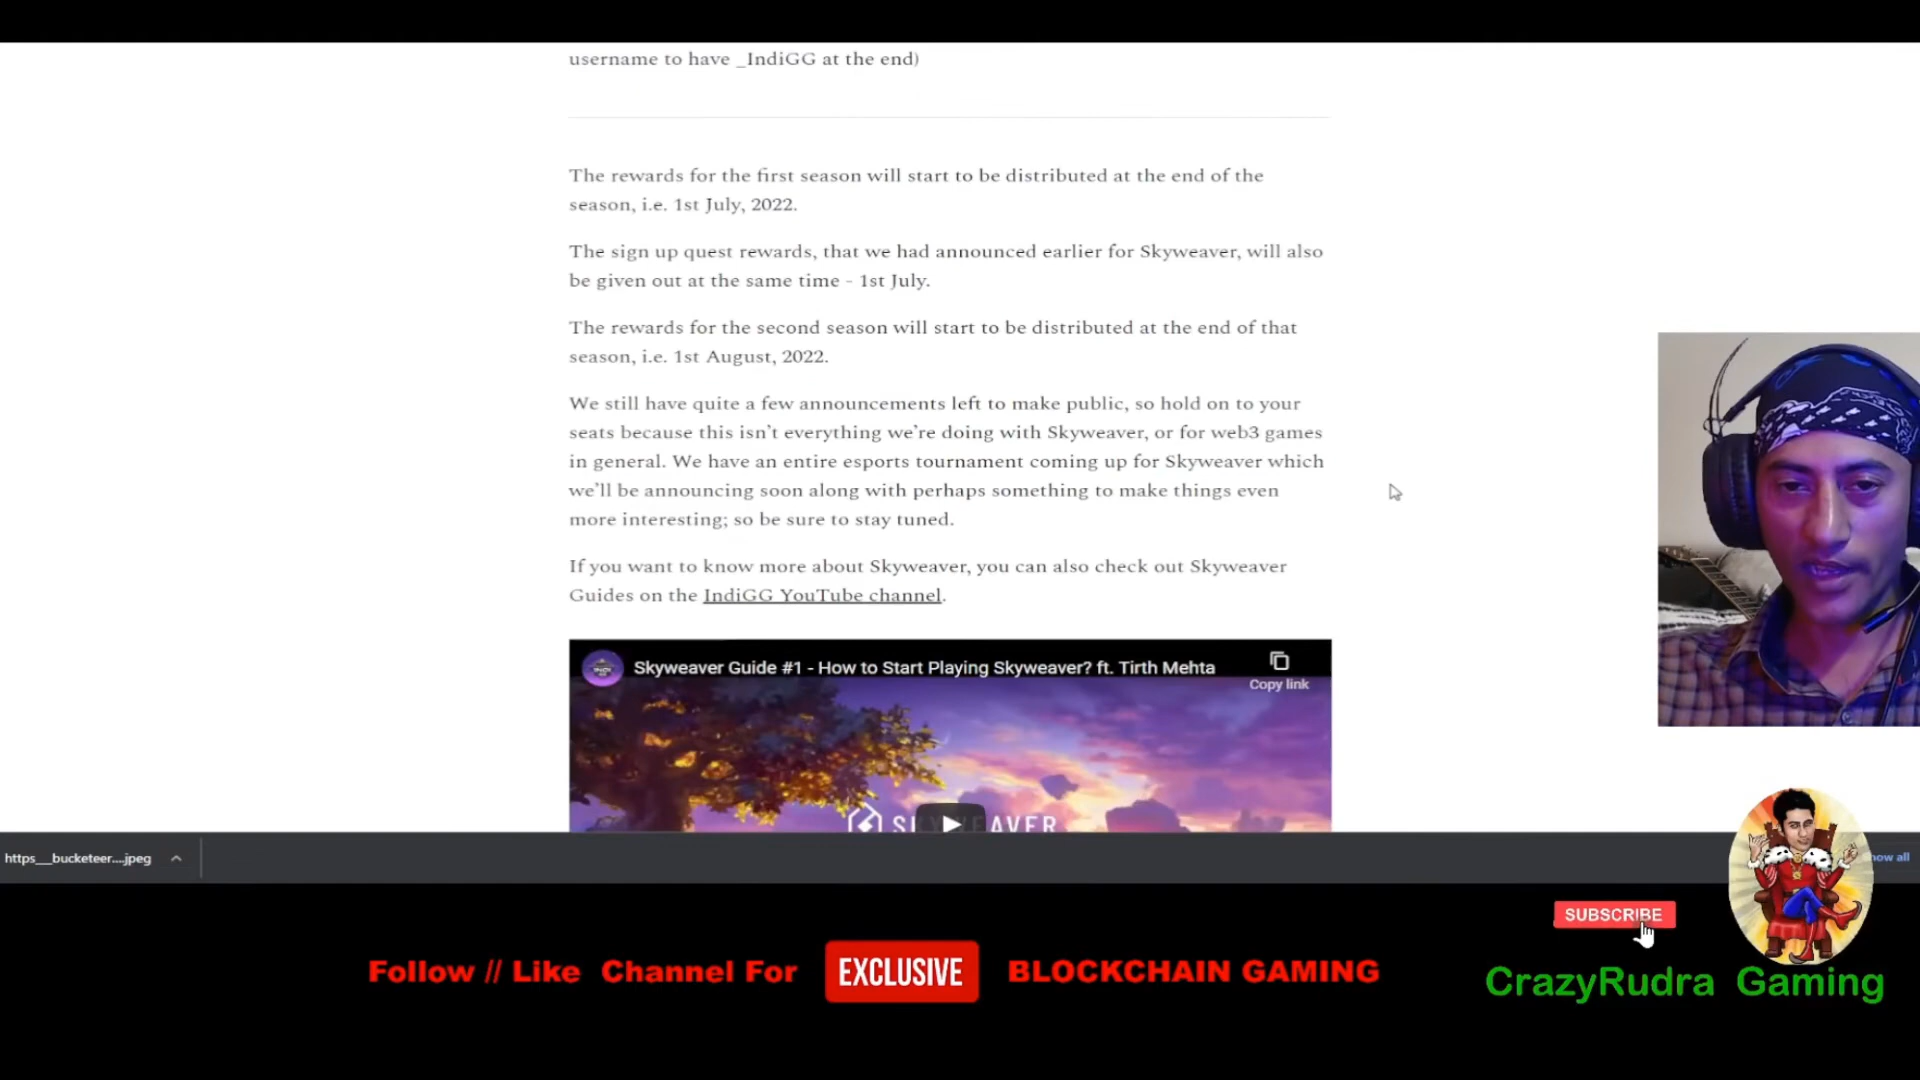 username to have _IndiGG at the end)
The rewards for the first season will start to be distributed at the end of the
season, i.e. 1st July, 2022.
The sign up quest rewards, that we had announced earlier for Skyweaver, will also
be given out at the same time - 1st July.
The rewards for the second season will start to be distributed at the end of that
season, i.e. 1st August, 2022.
We still have quite a few announcements left to make public, so hold on to your
seats because this isn't everything we're doing with Skyweaver, or for web3 games
in general. We have an entire esports tournament coming up for Skyweaver which
we'll be announcing soon along with perhaps something to make things even
more interesting; so be sure to stay tuned.
If you want to know more about Skyweaver, you can also check out Skyweaver
Guides on the IndiGG YouTube channel.
Skyweaver Guide #1 - How to Start Playing Skyweaver? ft. Tirth Mehta
Copy link
https__bucketeer....jpeg
all
SUBSCRIBE
Follow // Like Channel For EXCLUSIVE BLOCKCHAIN GAMING
CrazyRudra Gaming